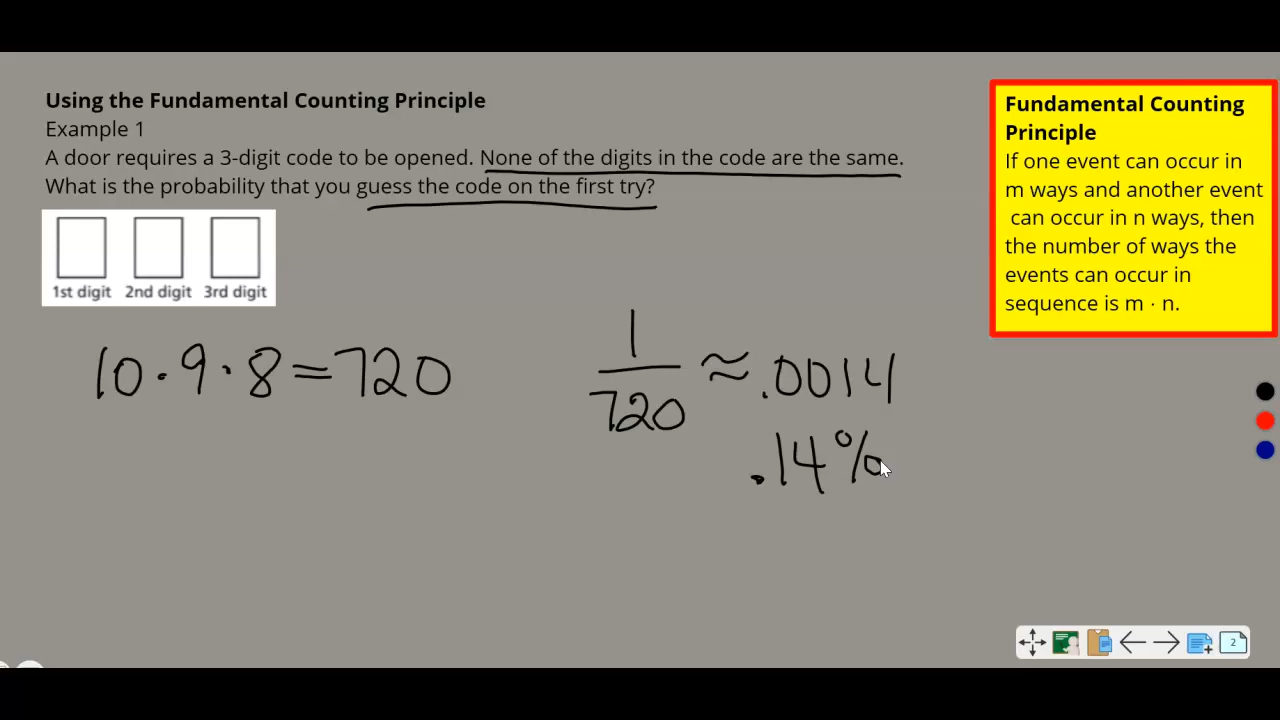 Using the Fundamental Counting Principle
Example 1
A door requires a 3-digit code to be opened. None of the digits in the code are the same.
What is the probability that you guess the code on the first try?
1st digit 2nd digit 3rd digit
10 · 9 · 8 = 720
1
720
≈ .0014
.14%
Fundamental Counting
Principle
If one event can occur in
m ways and another event
can occur in n ways, then
the number of ways the
events can occur in
sequence is m · n.
2